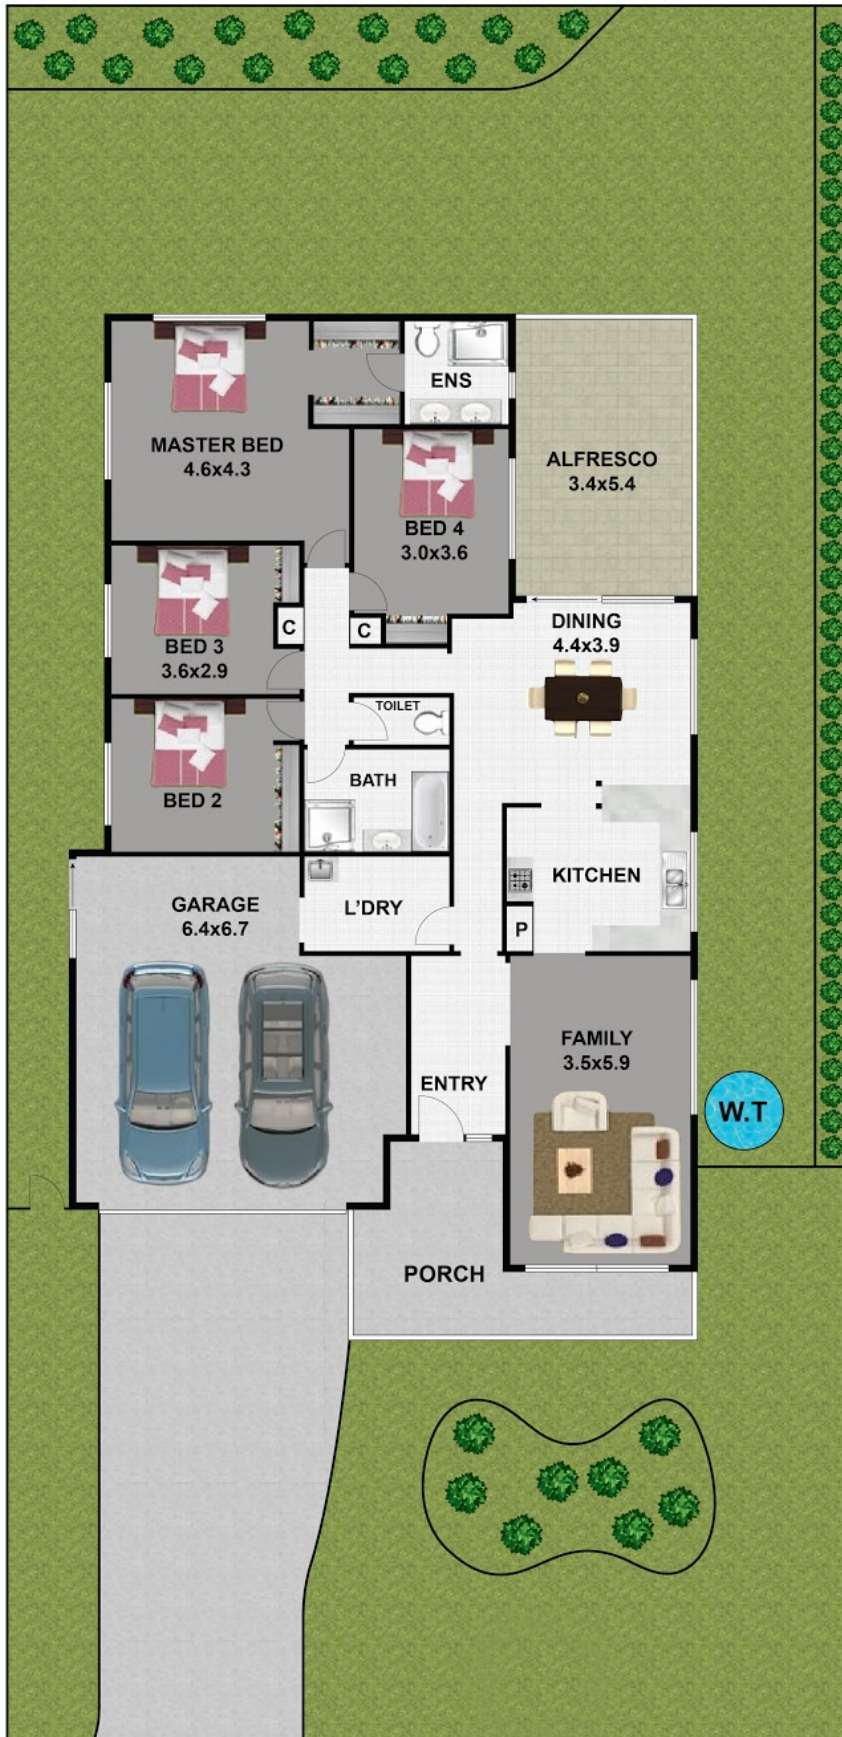 ENS
MASTER BED
4.6x4.3
ALFRESCO
3.4x5.4
BED 4
3.0x3.6
C
C
BED 3
3.6x2.9
DINING
4.4x3.9
TOILET
BATH
BED 2
KITCHEN
GARAGE
6.4x6.7
L'DRY
P
FAMILY
3.5x5.9
ENTRY
W.T
PORCH